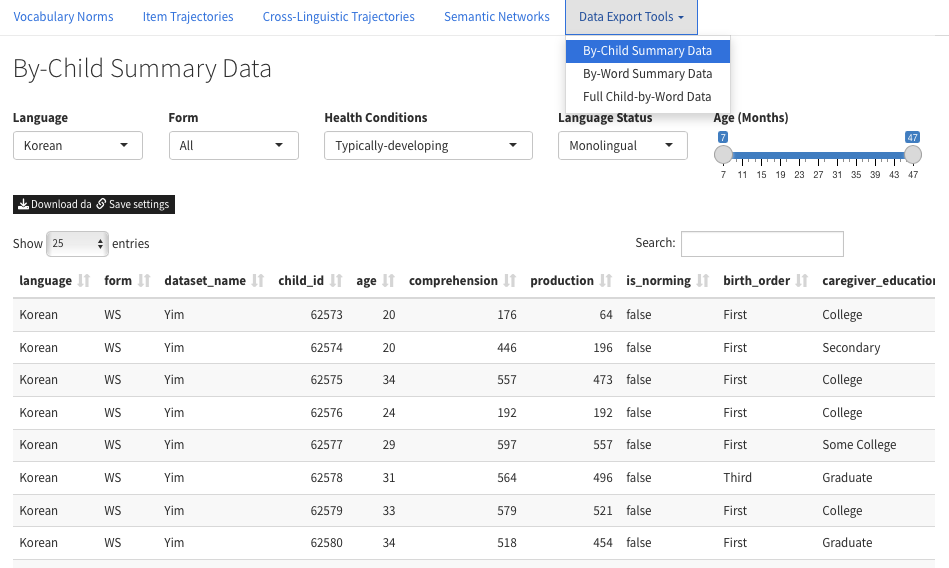 Vocabulary Norms Item Trajectories Cross-Linguistic Trajectories Semantic Networks Data Export Tools
By-Child Summary Data
By-Word Summary Data
Full Child-by-Word Data
By-Child Summary Data
Language Form Health Conditions Language Status Age (Months)
Korean All Typically-developing Monolingual
7 47
7 11 15 19 23 27 31 35 39 43 47
Download da Save settings
Show 25 entries Search:
language form dataset_name child_id age comprehension production is_norming birth_order caregiver_education
Korean WS Yim 62573 20 176 64 false First College
Korean WS Yim 62574 20 446 196 false First Secondary
Korean WS Yim 62575 34 557 473 false First College
Korean WS Yim 62576 24 192 192 false First College
Korean WS Yim 62577 29 597 557 false First Some College
Korean WS Yim 62578 31 564 496 false Third Graduate
Korean WS Yim 62579 33 579 521 false First College
Korean WS Yim 62580 34 518 454 false First Graduate